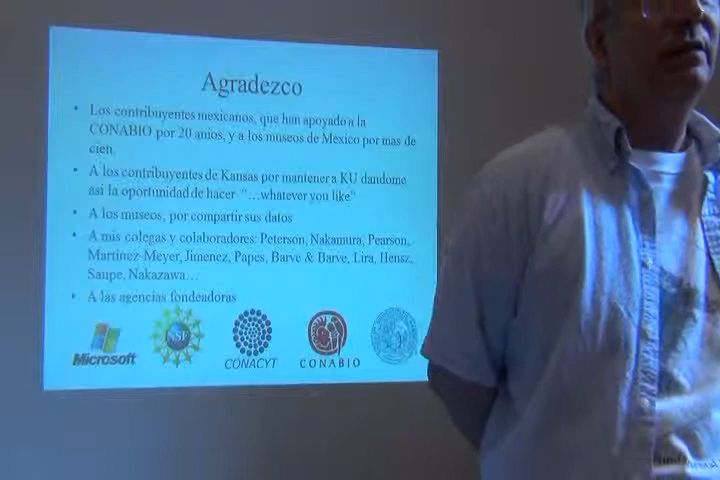 Agradezco
• Los contribuyentes mexicanos, que han apoyado a la
CONABIO por 20 anios, y a los museos de Mexico por mas de
cien.
• A los contribuyentes de Kansas por mantener a KU dandome
asi la oportunidad de hacer "…whatever you like"
• A los museos, por compartir sus datos
• A mis colegas y colaboradores: Peterson, Nakamura, Pearson,
Martinez-Meyer, Jimenez, Papes, Barve & Barve, Lira, Hensz,
Saupe, Nakazawa…
• A las agencias fondeadoras
Microsoft
NSF
CONACYT
CONABIO